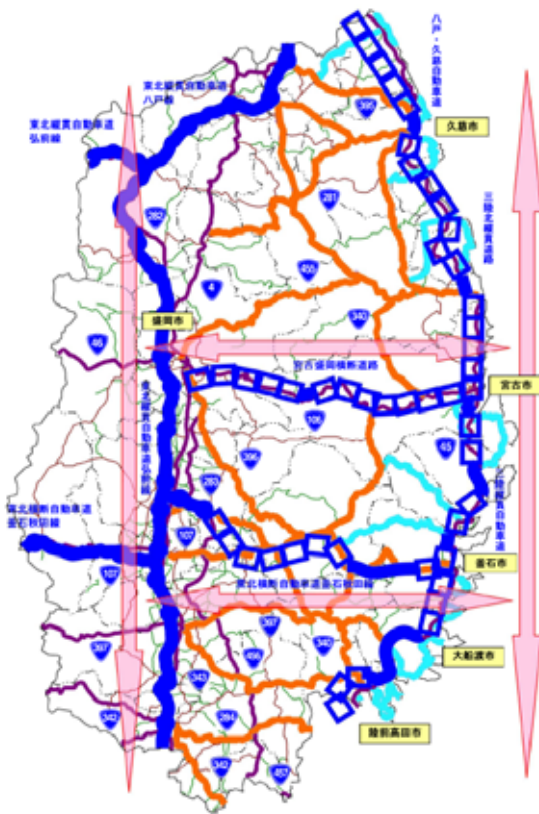 八戸・久慈自動車道
東北縦貫自動車道
八戸線
395
東北縦貫自動車道
弘前線
久慈市
281
282
三陸北縦貫道路
455
4
340
盛岡市
46
宮古盛岡横断道路
宮古市
106
東北縦貫自動車道弘前線
396
45
283
三陸縦貫自動車道
東北横断自動車道
釜石秋田線
107
釜石市
107
東北横断自動車道釜石秋田線
397
397
456
340
大船渡市
343
342
284
陸前高田市
342
457